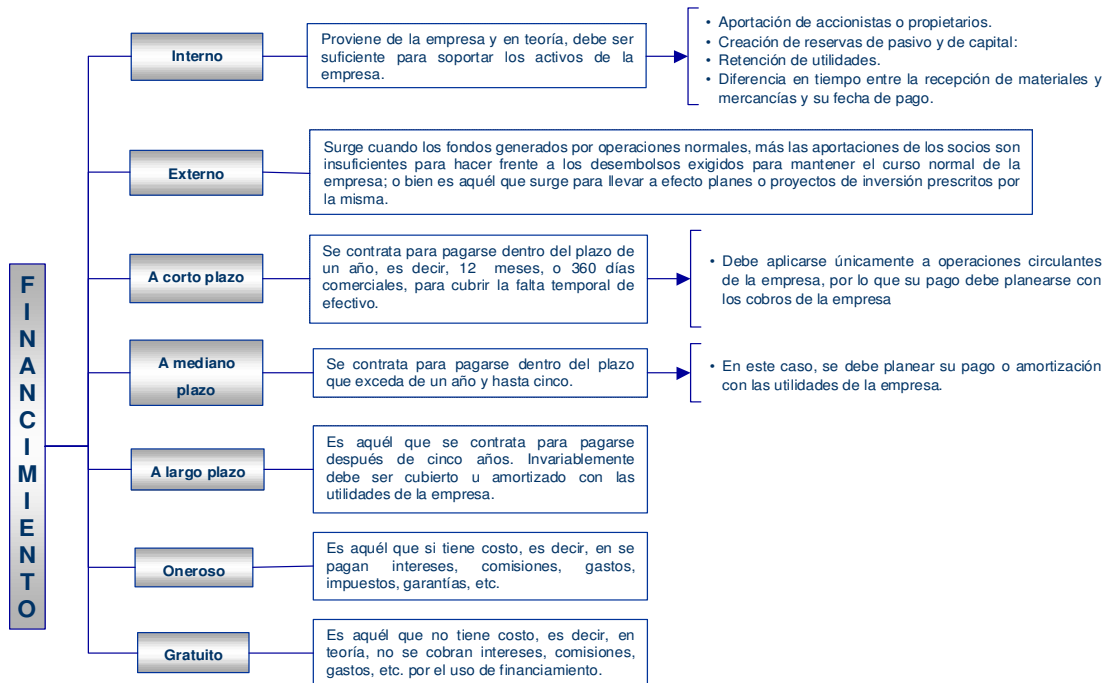 FINANCIMIENTO
Interno
Proviene de la empresa y en teoría, debe ser
suficiente para soportar los activos de la
empresa.
• Aportación de accionistas o propietarios.
• Creación de reservas de pasivo y de capital:
• Retención de utilidades.
• Diferencia en tiempo entre la recepción de materiales y
mercancías y su fecha de pago.
Externo
Surge cuando los fondos generados por operaciones normales, más las aportaciones de los socios son
insuficientes para hacer frente a los desembolsos exigidos para mantener el curso normal de la
empresa; o bien es aquél que surge para llevar a efecto planes o proyectos de inversión prescritos por
la misma.
A corto plazo
Se contrata para pagarse dentro del plazo de
un año, es decir, 12 meses, o 360 días
comerciales, para cubrir la falta temporal de
efectivo.
• Debe aplicarse únicamente a operaciones circulantes
de la empresa, por lo que su pago debe planearse con
los cobros de la empresa
A mediano
plazo
Se contrata para pagarse dentro del plazo
que exceda de un año y hasta cinco.
• En este caso, se debe planear su pago o amortización
con las utilidades de la empresa.
A largo plazo
Es aquél que se contrata para pagarse
después de cinco años. Invariablemente
debe ser cubierto u amortizado con las
utilidades de la empresa.
Oneroso
Es aquél que si tiene costo, es decir, en se
pagan intereses, comisiones, gastos,
impuestos, garantías, etc.
Gratuito
Es aquél que no tiene costo, es decir, en
teoría, no se cobran intereses, comisiones,
gastos, etc. por el uso de financiamiento.